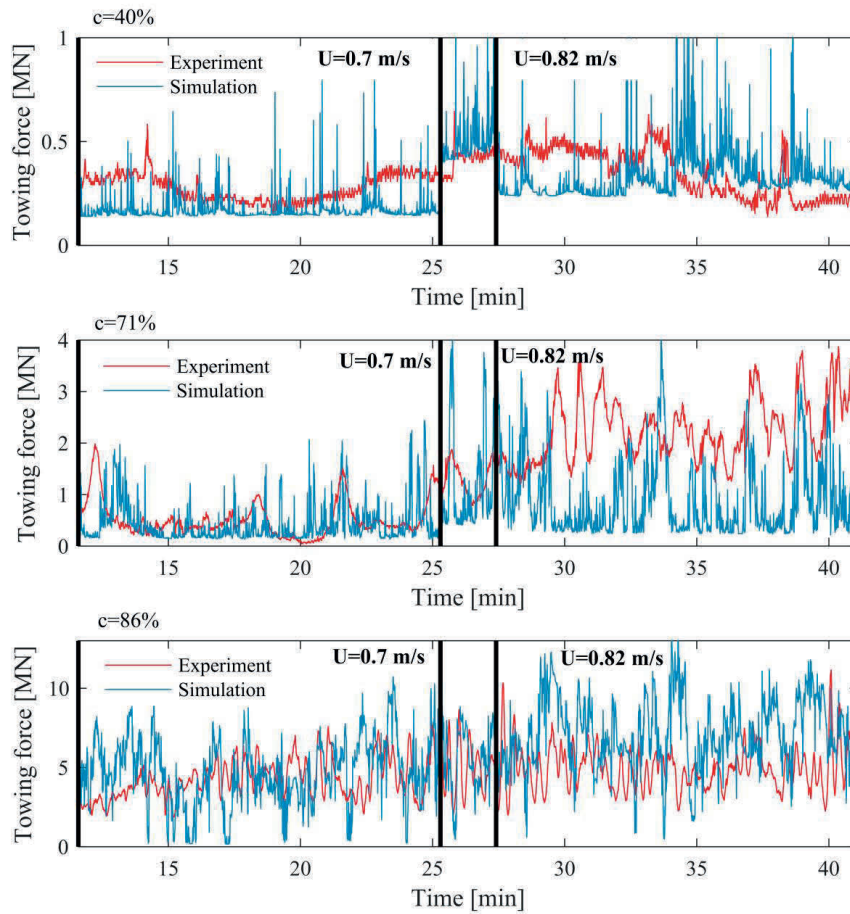 c=40%
Towing force [MN]
1
0.5
0
Experiment
Simulation
U=0.7 m/s
U=0.82 m/s
15 20 25 30 35 40
Time [min]
c=71%
Towing force [MN]
4
3
2
1
0
Experiment
Simulation
U=0.7 m/s
U=0.82 m/s
15 20 25 30 35 40
Time [min]
c=86%
Towing force [MN]
10
5
0
Experiment
Simulation
U=0.7 m/s
U=0.82 m/s
15 20 25 30 35 40
Time [min]